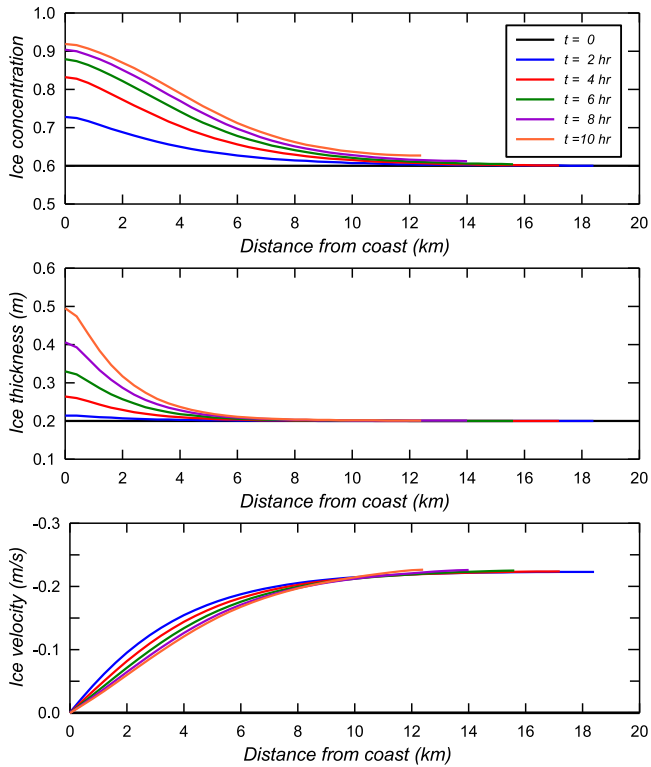 Ice concentration
1.0
0.9
0.8
0.7
0.6
0.5
t = 0
t = 2 hr
t = 4 hr
t = 6 hr
t = 8 hr
t =10 hr
0 2 4 6 8 10 12 14 16 18 20
Distance from coast (km)
Ice thickness (m)
0.6
0.5
0.4
0.3
0.2
0.1
0 2 4 6 8 10 12 14 16 18 20
Distance from coast (km)
Ice velocity (m/s)
-0.3
-0.2
-0.1
0.0
0 2 4 6 8 10 12 14 16 18 20
Distance from coast (km)